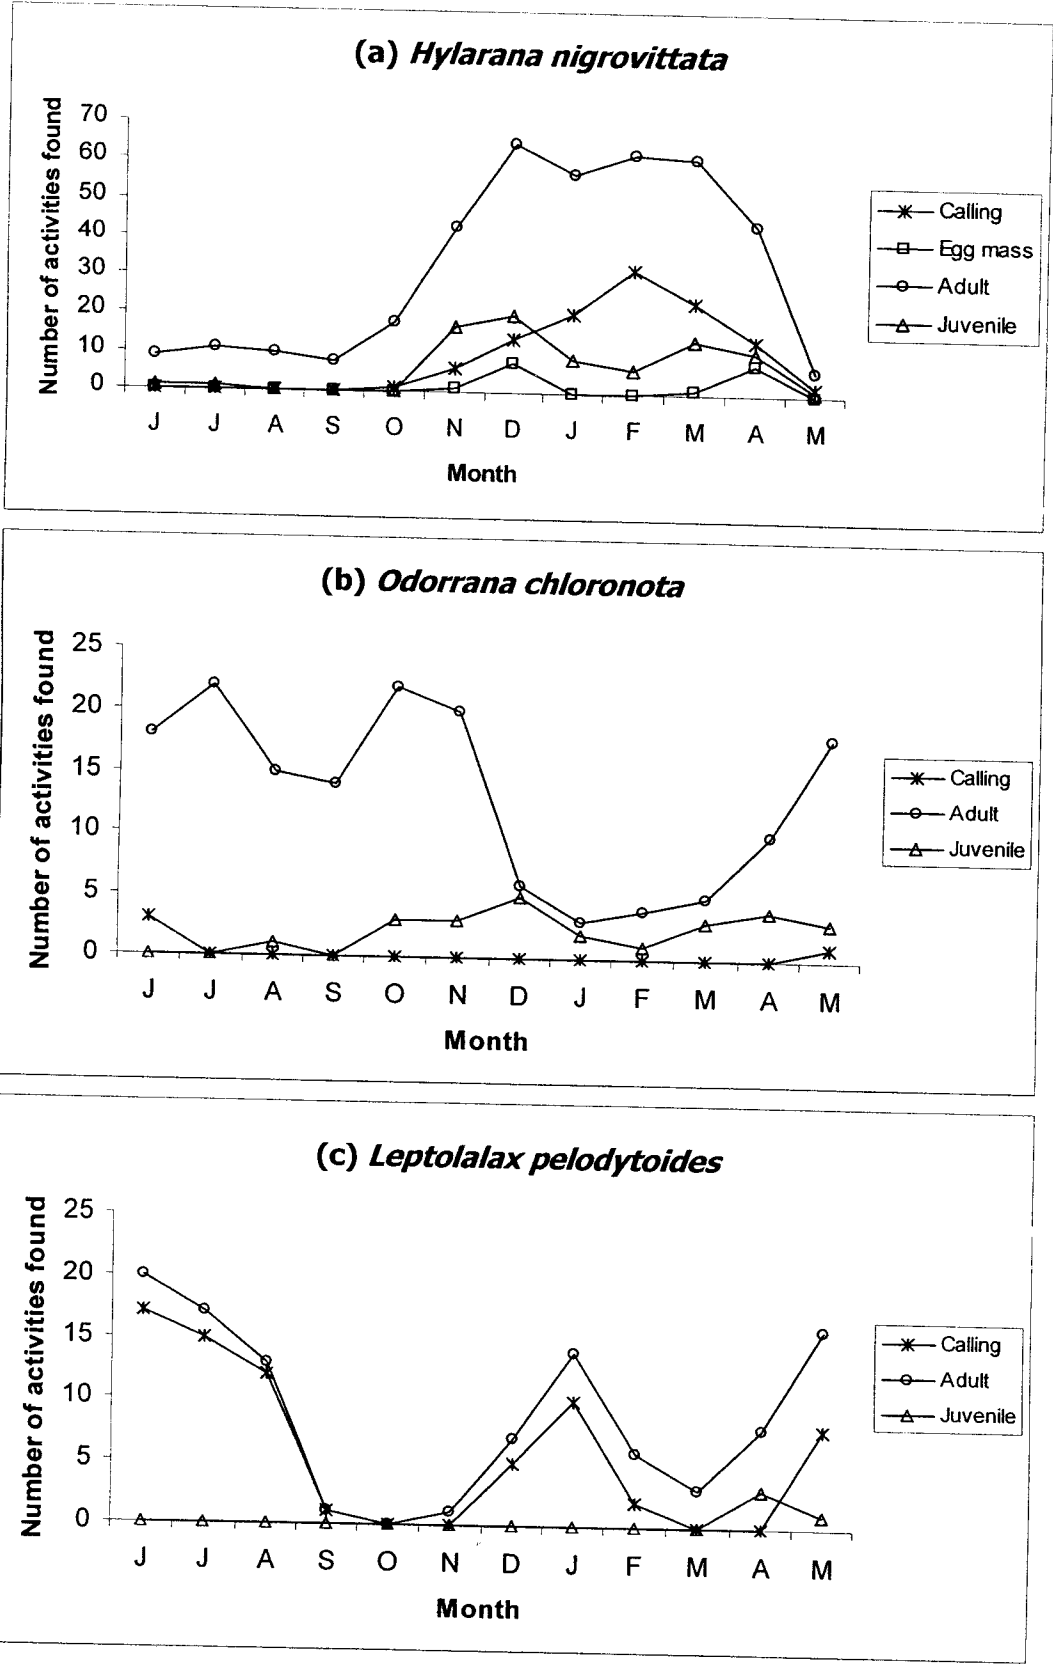 (a) Hylarana nigrovittata
Number of activities found
70
60
50
40
30
20
10
0
J J A S O N D J F M A M
Month
Calling
Egg mass
Adult
Juvenile
(b) Odorrana chloronota
Number of activities found
25
20
15
10
5
0
J J A S O N D J F M A M
Month
Calling
Adult
Juvenile
(c) Leptolalax pelodytoides
Number of activities found
25
20
15
10
5
0
J J A S O N D J F M A M
Month
Calling
Adult
Juvenile